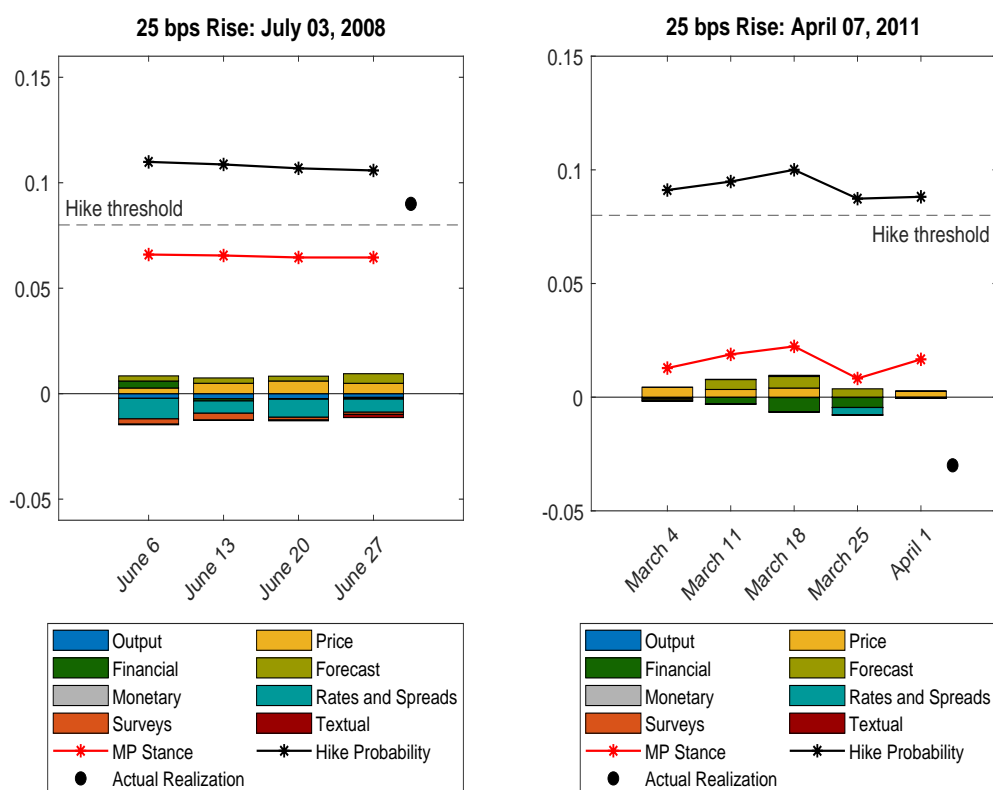 25 bps Rise: July 03, 2008
0.15
0.1
Hike threshold
0.05
0
-0.05
June 6
June 13
June 20
June 27
Output
Price
Financial
Forecast
Monetary
Rates and Spreads
Surveys
Textual
MP Stance
Hike Probability
Actual Realization
25 bps Rise: April 07, 2011
0.15
0.1
Hike threshold
0.05
0
-0.05
March 4
March 11
March 18
March 25
April 1
Output
Price
Financial
Forecast
Monetary
Rates and Spreads
Surveys
Textual
MP Stance
Hike Probability
Actual Realization